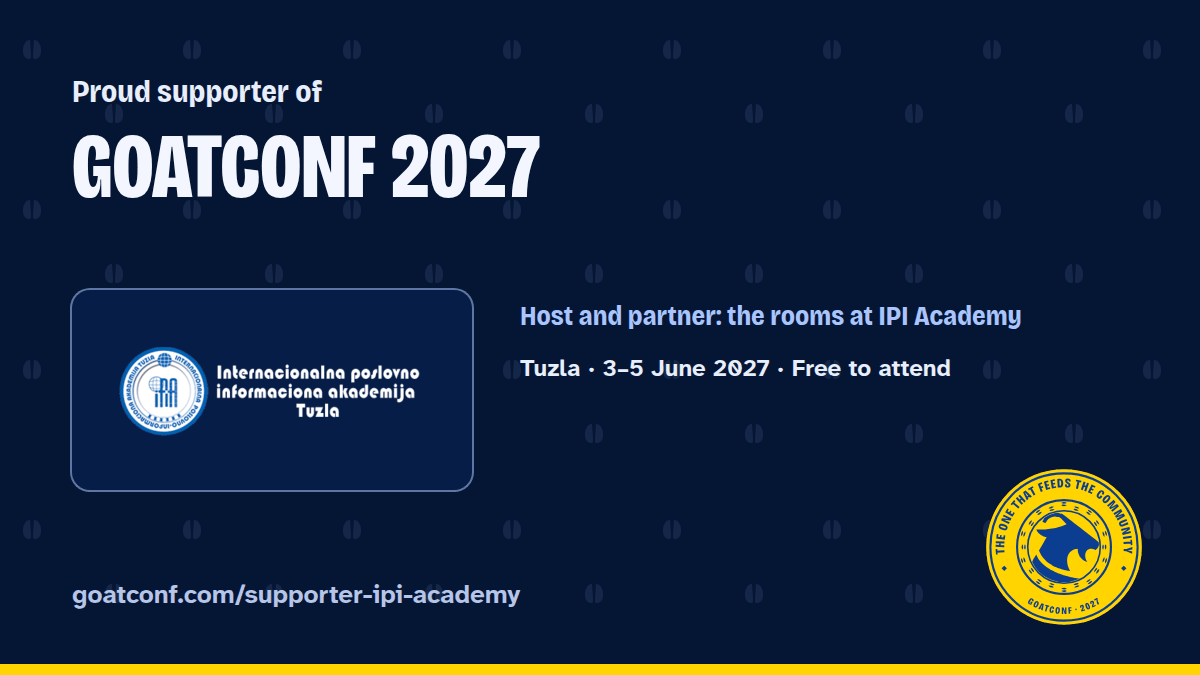 Proud supporter of
GOATCONF 2027
Internacionalna poslovno
informaciona akademija
Tuzla
Host and partner: the rooms at IPI Academy
Tuzla · 3–5 June 2027 · Free to attend
goatconf.com/supporter-ipi-academy
THE ONE THAT FEEDS THE COMMUNITY
GOATCONF · 2027